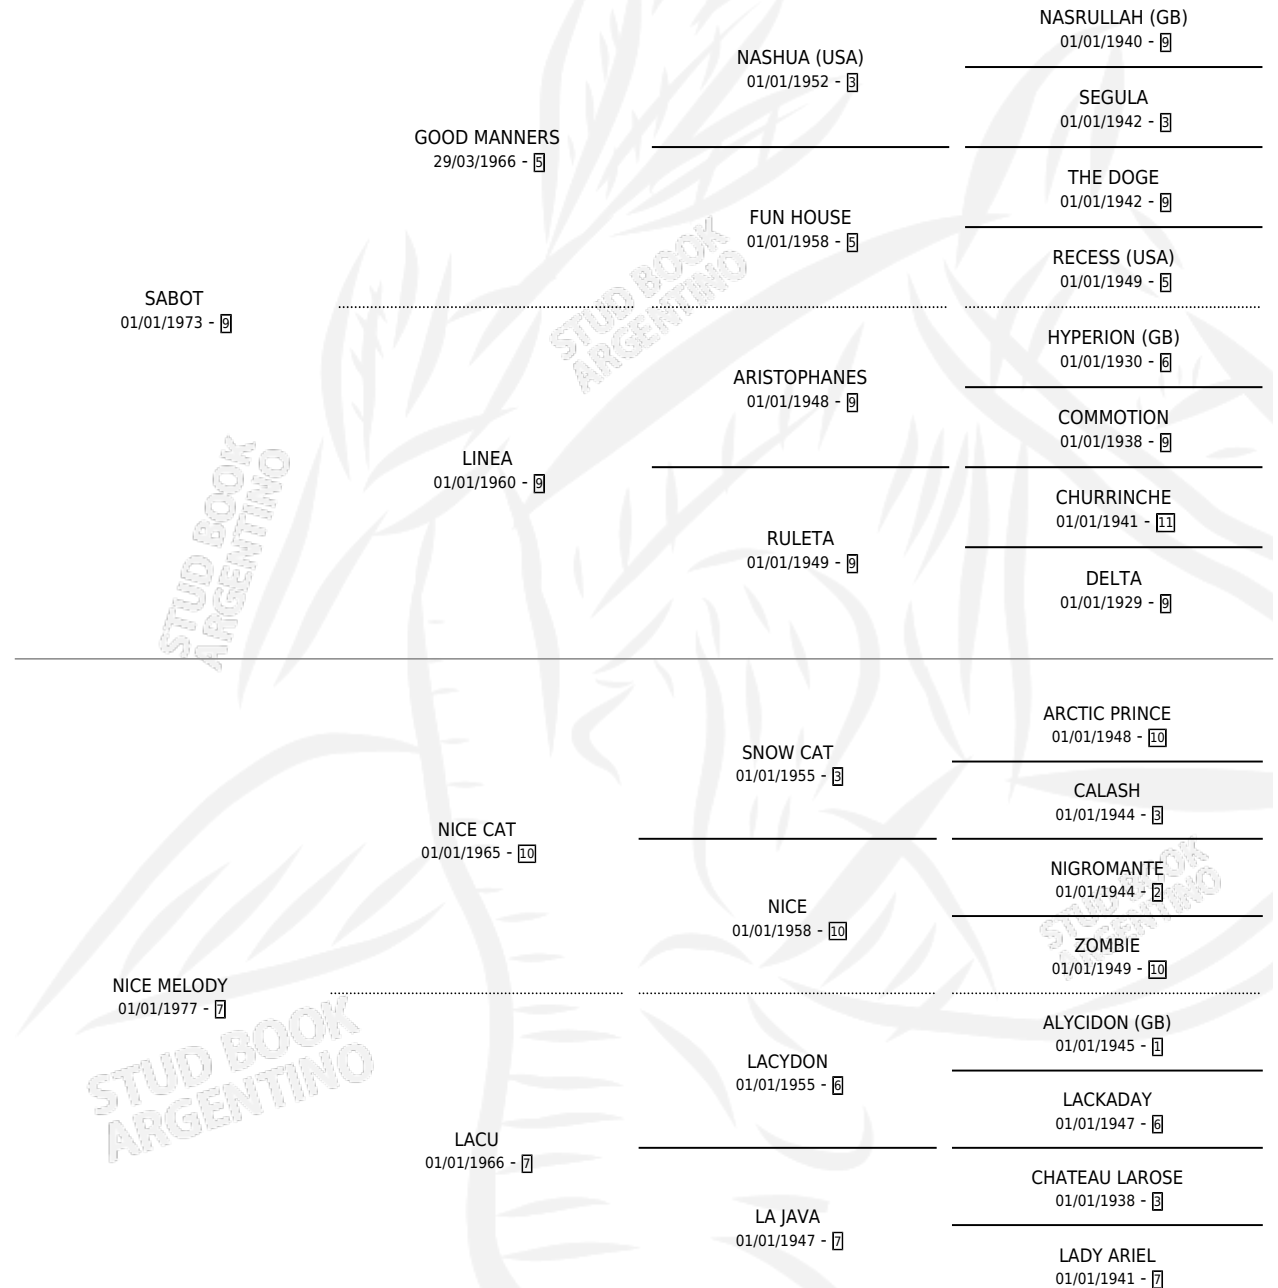 NASRULLAH (GB)
01/01/1940 - 9
NASHUA (USA)
01/01/1952 - 3
SEGULA
01/01/1942 - 3
GOOD MANNERS
29/03/1966 - 5
THE DOGE
01/01/1942 - 9
FUN HOUSE
01/01/1958 - 5
RECESS (USA)
01/01/1949 - 5
SABOT
01/01/1973 - 9
HYPERION (GB)
01/01/1930 - 6
ARISTOPHANES
01/01/1948 - 9
COMMOTION
01/01/1938 - 9
LINEA
01/01/1960 - 9
CHURRINCHE
01/01/1941 - 11
RULETA
01/01/1949 - 9
DELTA
01/01/1929 - 9
STUD BOOK
ARGENTINO
STUD BOOK
ARGENTINO
ARCTIC PRINCE
01/01/1948 - 10
SNOW CAT
01/01/1955 - 3
CALASH
01/01/1944 - 3
NICE CAT
01/01/1965 - 10
NIGROMANTE
01/01/1944 - 2
NICE
01/01/1958 - 10
ZOMBIE
01/01/1949 - 10
NICE MELODY
01/01/1977 - 7
ALYCIDON (GB)
01/01/1945 - 1
LACYDON
01/01/1955 - 6
LACKADAY
01/01/1947 - 6
LACU
01/01/1966 - 7
CHATEAU LAROSE
01/01/1938 - 3
LA JAVA
01/01/1947 - 7
LADY ARIEL
01/01/1941 - 7
STUD BOOK
ARGENTINO
STUD BOOK
ARGENTINO